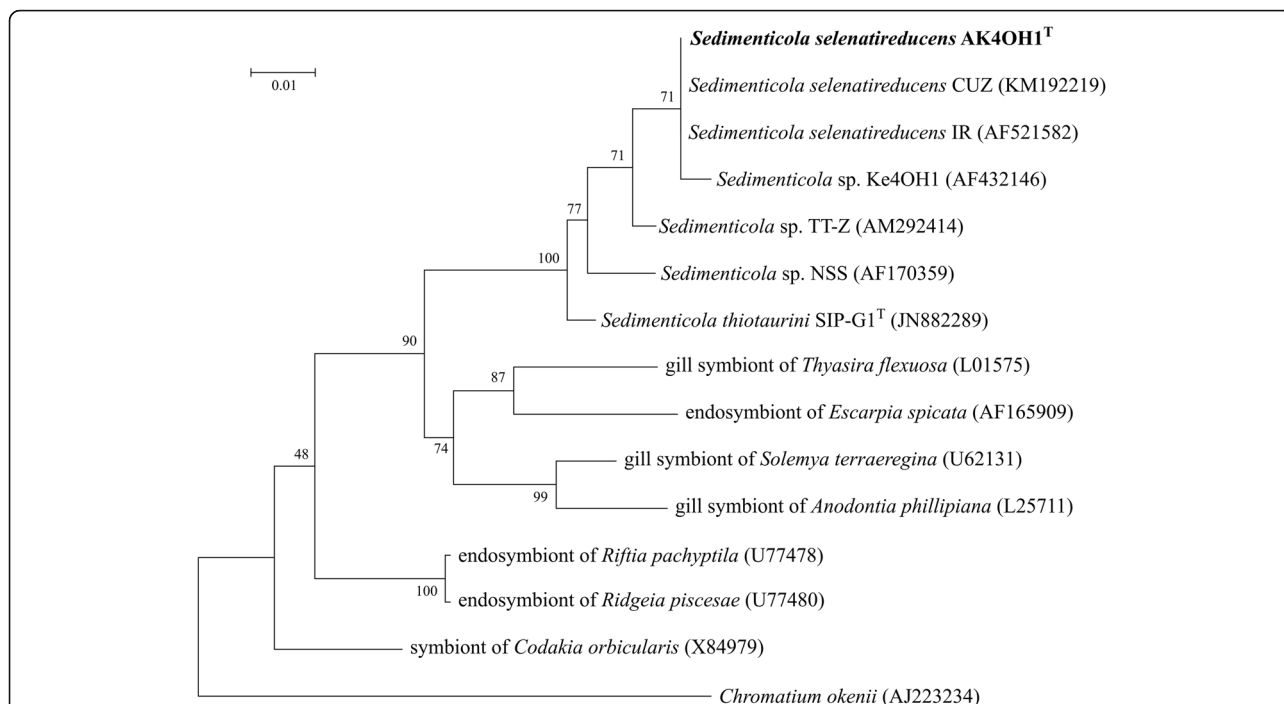 Sedimenticola selenatireducens AK4OH1T
0.01
Sedimenticola selenatireducens CUZ (KM192219)
71
Sedimenticola selenatireducens IR (AF521582)
71
Sedimenticola sp. Ke4OH1 (AF432146)
77
Sedimenticola sp. TT-Z (AM292414)
100
Sedimenticola sp. NSS (AF170359)
Sedimenticola thiotaurini SIP-G1T (JN882289)
90
gill symbiont of Thyasira flexuosa (L01575)
87
endosymbiont of Escarpia spicata (AF165909)
74
48
gill symbiont of Solemya terraeregina (U62131)
99
gill symbiont of Anodontia phillipiana (L25711)
endosymbiont of Riftia pachyptila (U77478)
100
endosymbiont of Ridgeia piscesae (U77480)
symbiont of Codakia orbicularis (X84979)
Chromatium okenii (AJ223234)